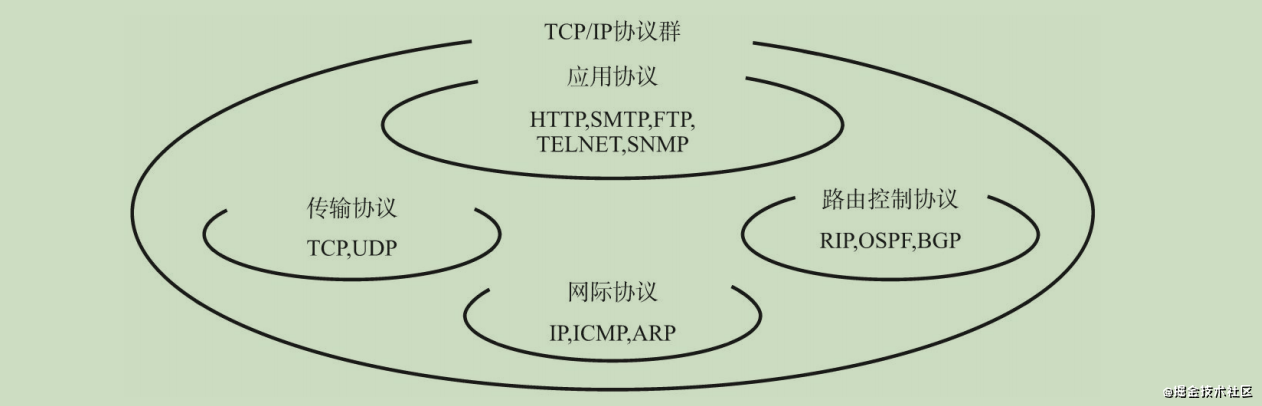 TCP/IP协议群
应用协议
HTTP,SMTP,FTP,
TELNET,SNMP
传输协议
TCP,UDP
路由控制协议
RIP,OSPF,BGP
网际协议
IP,ICMP,ARP
@掘金技术社区